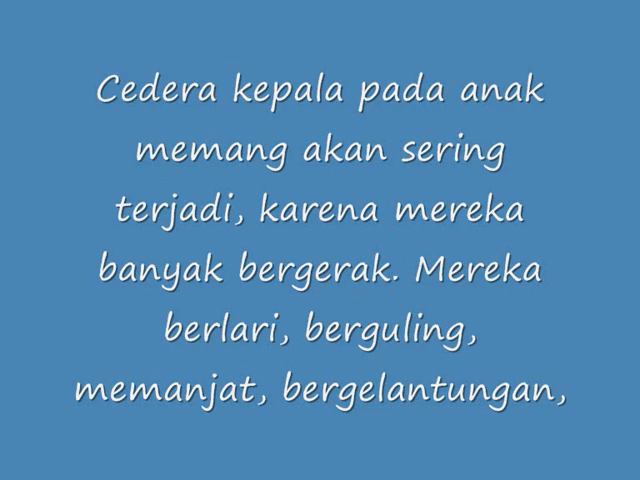 Cedera kepala pada anak
memang akan sering
terjadi, karena mereka
banyak bergerak. Mereka
berlari, berguling,
memanjat, bergelantungan,